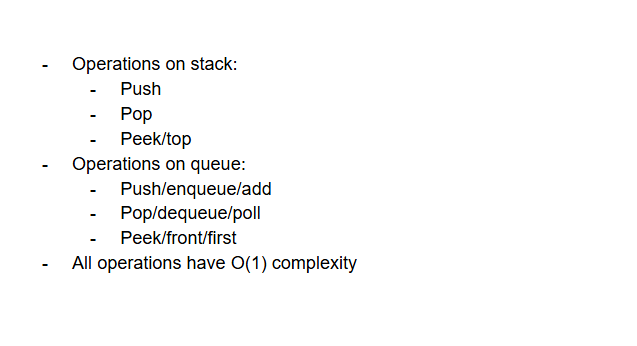 - Operations on stack:
- Push
- Pop
- Peek/top
- Operations on queue:
- Push/enqueue/add
- Pop/dequeue/poll
- Peek/front/first
- All operations have O(1) complexity